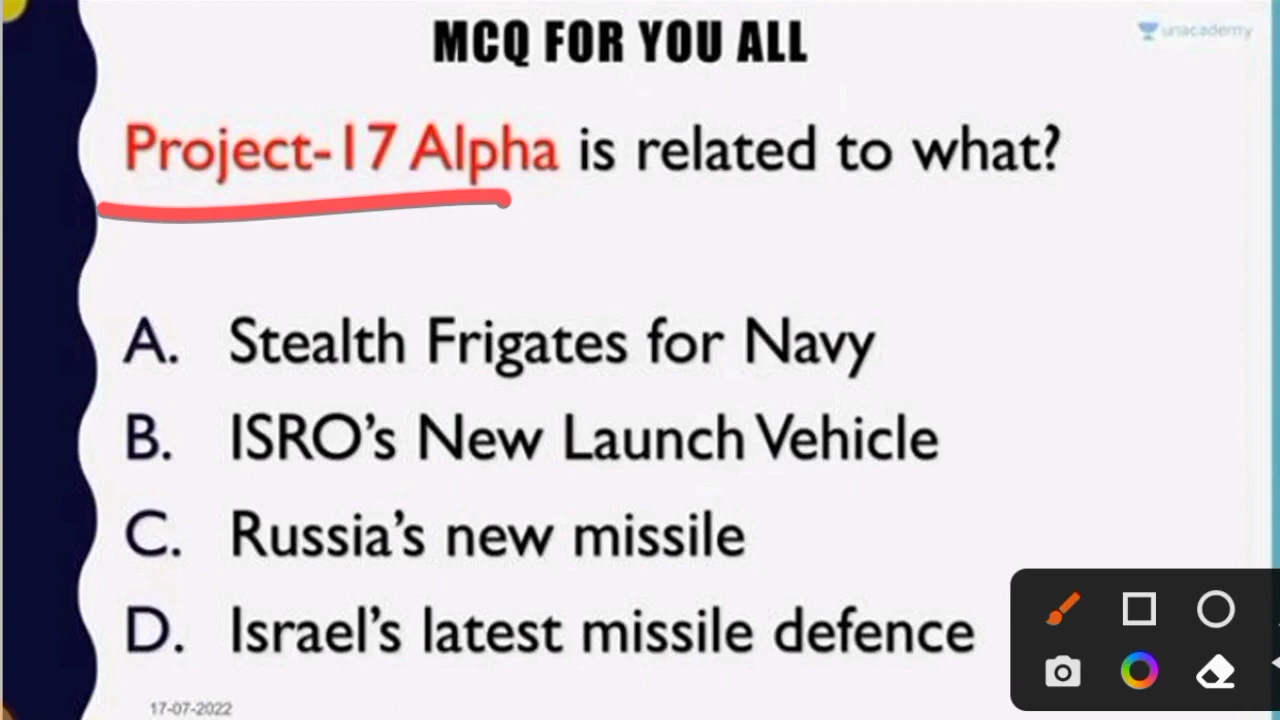 MCQ FOR YOU ALL
unacademy
Project-17 Alpha is related to what?
A. Stealth Frigates for Navy
B. ISRO's New Launch Vehicle
C. Russia's new missile
D. Israel's latest missile defence
17-07-2022